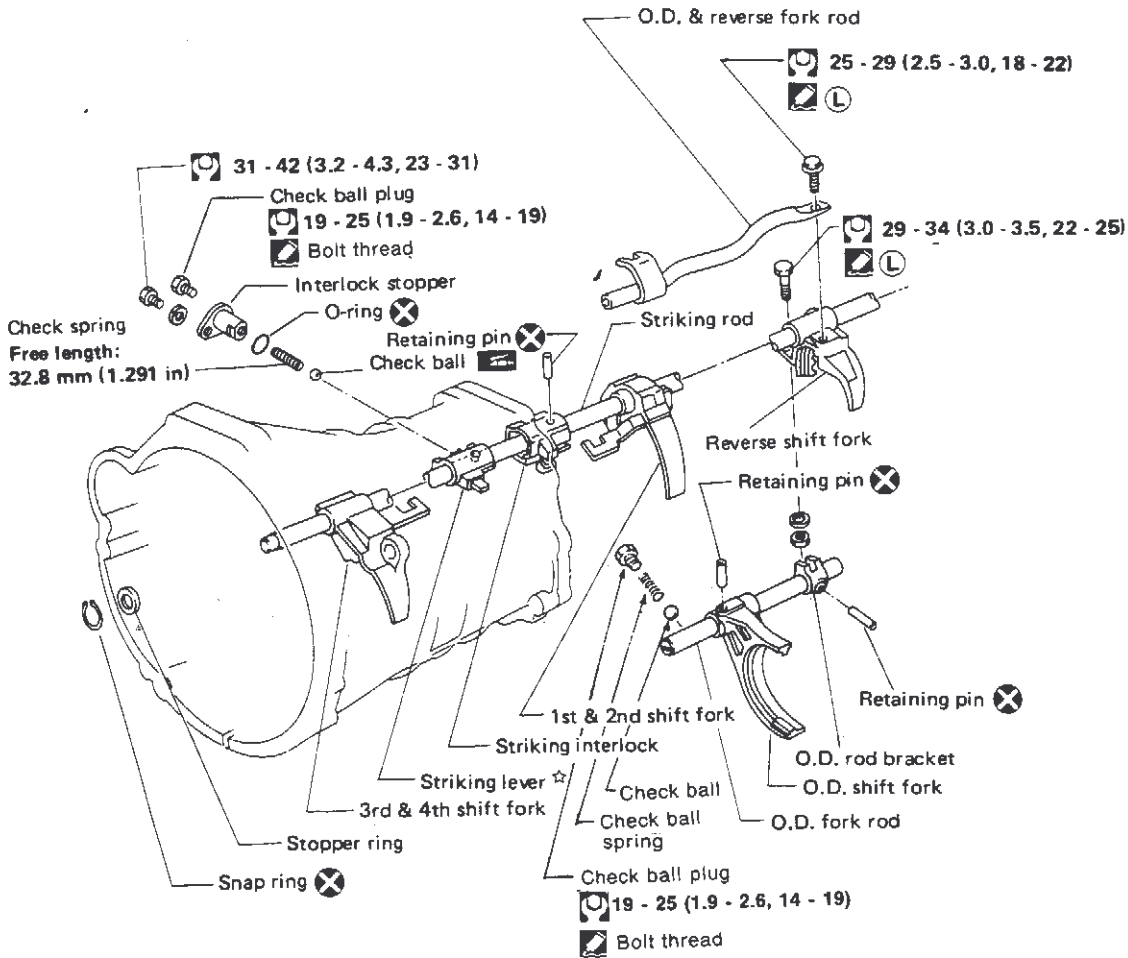 O.D. & reverse fork rod
25 - 29 (2.5 - 3.0, 18 - 22)
L
31 - 42 (3.2 - 4.3, 23 - 31)
Check ball plug
19 - 25 (1.9 - 2.6, 14 - 19)
Bolt thread
29 - 34 (3.0 - 3.5, 22 - 25)
L
Interlock stopper
O-ring
Check spring
Free length:
32.8 mm (1.291 in)
Retaining pin
Check ball
Striking rod
Reverse shift fork
Retaining pin
Retaining pin
1st & 2nd shift fork
Striking interlock
O.D. rod bracket
Striking lever ☆
Check ball
O.D. shift fork
3rd & 4th shift fork
Check ball
spring
O.D. fork rod
Stopper ring
Snap ring
Check ball plug
19 - 25 (1.9 - 2.6, 14 - 19)
Bolt thread